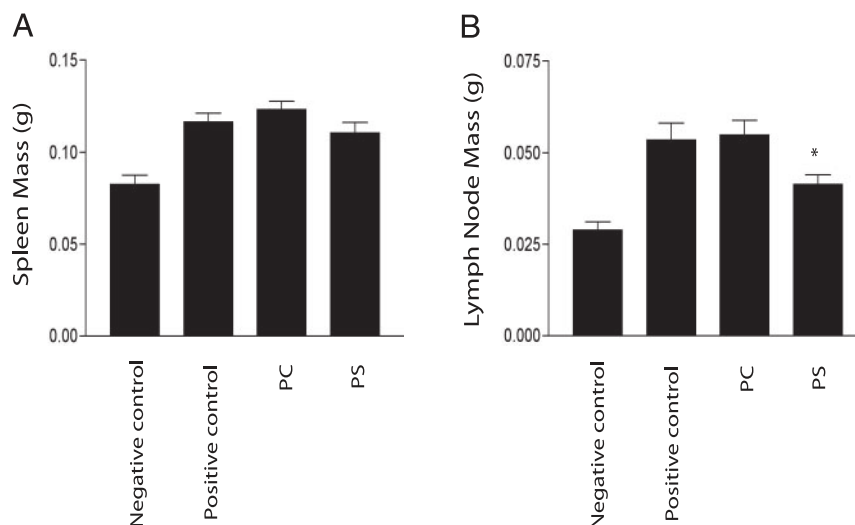 A
Spleen Mass (g)
0.15
0.10
0.05
0.00
Negative control
Positive control
PC
PS
B
Lymph Node Mass (g)
0.075
0.050
0.025
0.000
*
Negative control
Positive control
PC
PS